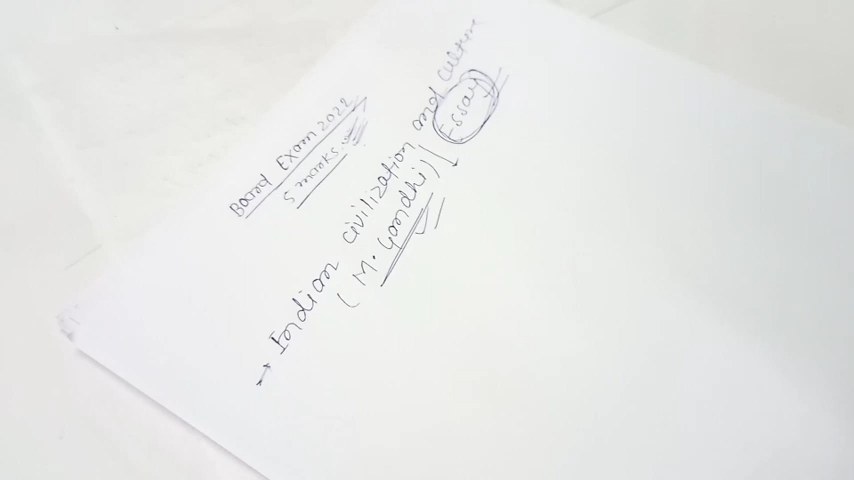 Board Exam 2022
5 marks.
→ Indian civilization and culture
(M. Gandhi)
Essay